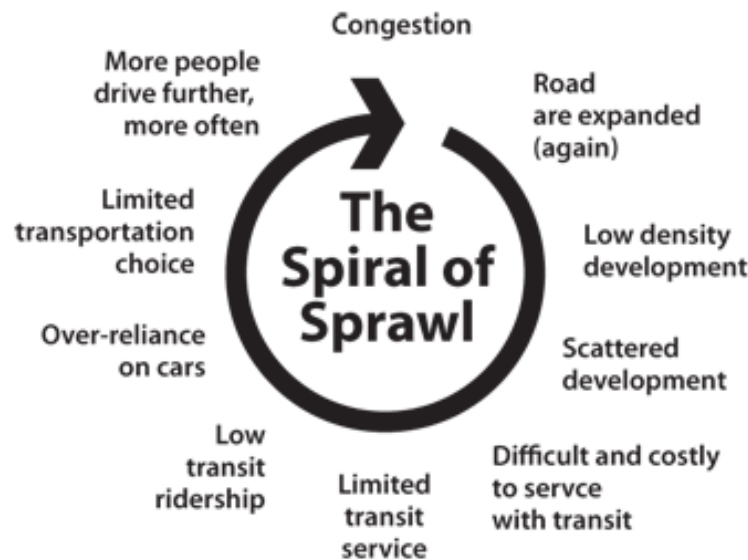 Congestion
Road
are expanded
(again)
Low density
development
Scattered
development
Difficult and costly
to servce
with transit
Limited
transit
service
Low
transit
ridership
Over-reliance
on cars
Limited
transportation
choice
More people
drive further,
more often
The
Spiral of
Sprawl